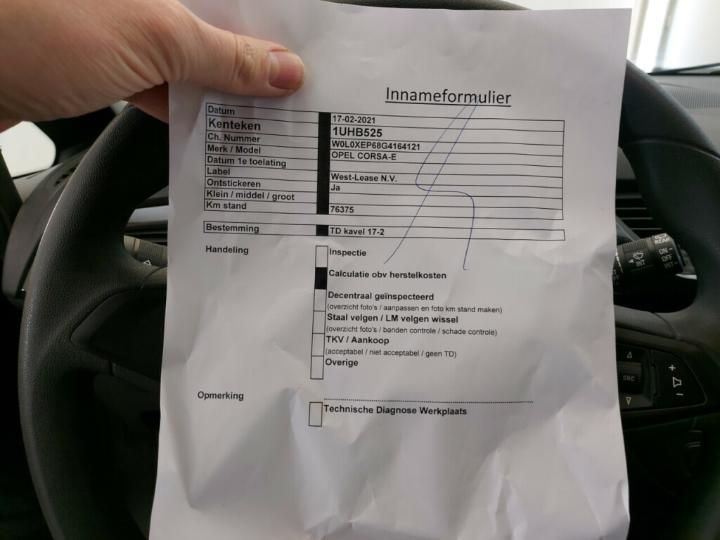 Innameformulier
Datum 17-02-2021
Kenteken 1UHB525
Ch. Nummer W0L0XEP68G4164121
Merk / Model OPEL CORSA-E
Datum 1e toelating
Label West-Lease N.V.
Ontstickeren Ja
Klein / middel / groot
Km stand 76375
Bestemming TD kavel 17-2
Handeling Inspectie
Calculatie obv herstelkosten
Decentraal geïnspecteerd
(overzicht foto's / aanpassen en foto km stand maken)
Staal velgen / LM velgen wissel
(overzicht foto's / banden controle / schade controle)
TKV / Aankoop
(acceptabel / niet acceptabel / geen TD)
Overige
Opmerking
Technische Diagnose Werkplaats
ON
OFF
INT